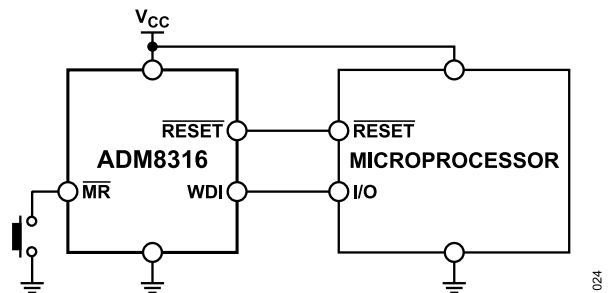 VCC
RESET
RESET
ADM8316
MICROPROCESSOR
MR
WDI
I/O
024